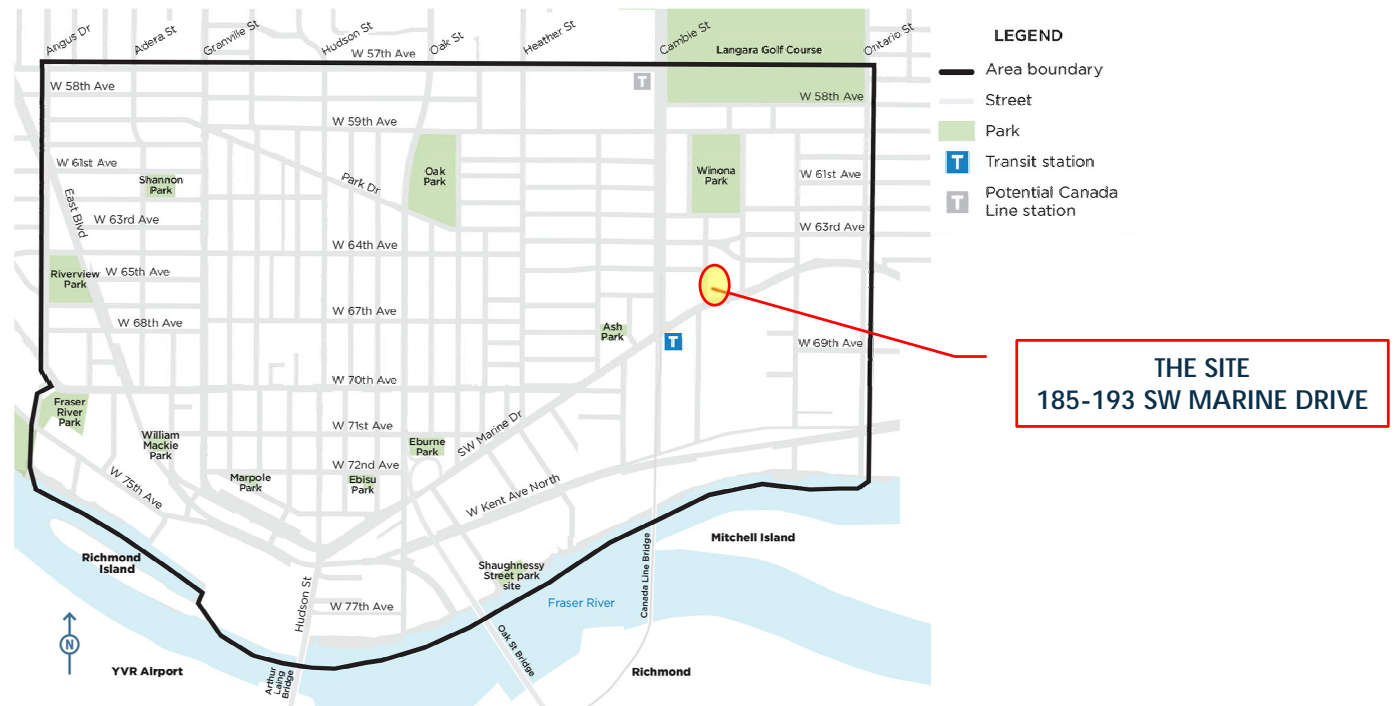 Angus Dr
Adera St
Granville St
Hudson St
Oak St
Heather St
Cambie St
Ontario St
W 57th Ave
Langara Golf Course
T
W 58th Ave
W 58th Ave
W 59th Ave
W 61st Ave
Shannon
Park
Park Dr
Oak
Park
Winona
Park
W 61st Ave
East Blvd
W 63rd Ave
W 63rd Ave
W 64th Ave
Riverview
Park
W 65th Ave
W 67th Ave
W 68th Ave
Ash
Park
T
W 69th Ave
W 70th Ave
Fraser
River
Park
William
Mackie
Park
W 71st Ave
Eburne
Park
SW Marine Dr
W 72nd Ave
W 75th Ave
Marpole
Park
Ebisu
Park
W Kent Ave North
Richmond
Island
Shaughnessy
Street park
site
Mitchell Island
Canada Line Bridge
Hudson St
W 77th Ave
Fraser River
N
YVR Airport
Arthur
Laing
Bridge
Oak St Bridge
Richmond
LEGEND
Area boundary
Street
Park
T Transit station
T Potential Canada
Line station
THE SITE
185-193 SW MARINE DRIVE